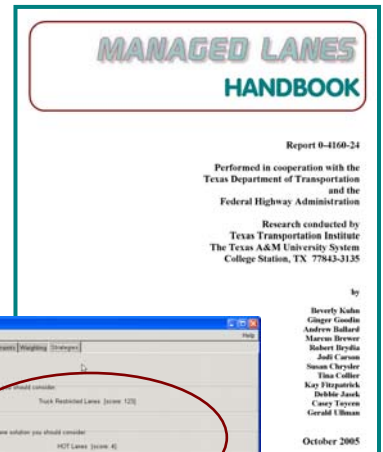 MANAGED LANES
HANDBOOK
Report 0-4160-24
Performed in cooperation with the
Texas Department of Transportation
and the
Federal Highway Administration
Research conducted by
Texas Transportation Institute
The Texas A&M University System
College Station, TX 77843-3135
by
Beverly Kuhn
Ginger Goodin
Andrew Ballard
Marcus Brewer
Robert Brydia
Jodi Carson
Susan Chrysler
Tina Collier
Kay Fitzpatrick
Debbie Jasek
Casey Toycen
Gerald Ullman
October 2005
Help
Weighting Strategies
you should consider:
Truck Restricted Lanes [score: 123]
solution you should consider:
HOT Lanes [score: 4]